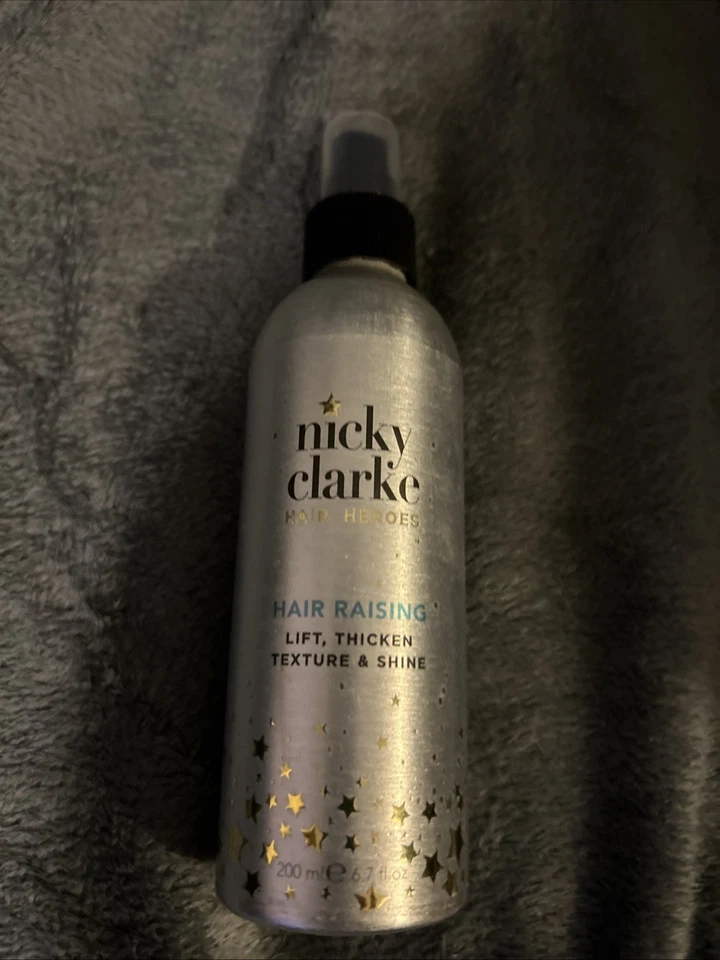 nicky
clarke
HAIR HEROES
HAIR RAISING
LIFT, THICKEN
TEXTURE & SHINE
200 ml ℮ 6.7 fl.oz